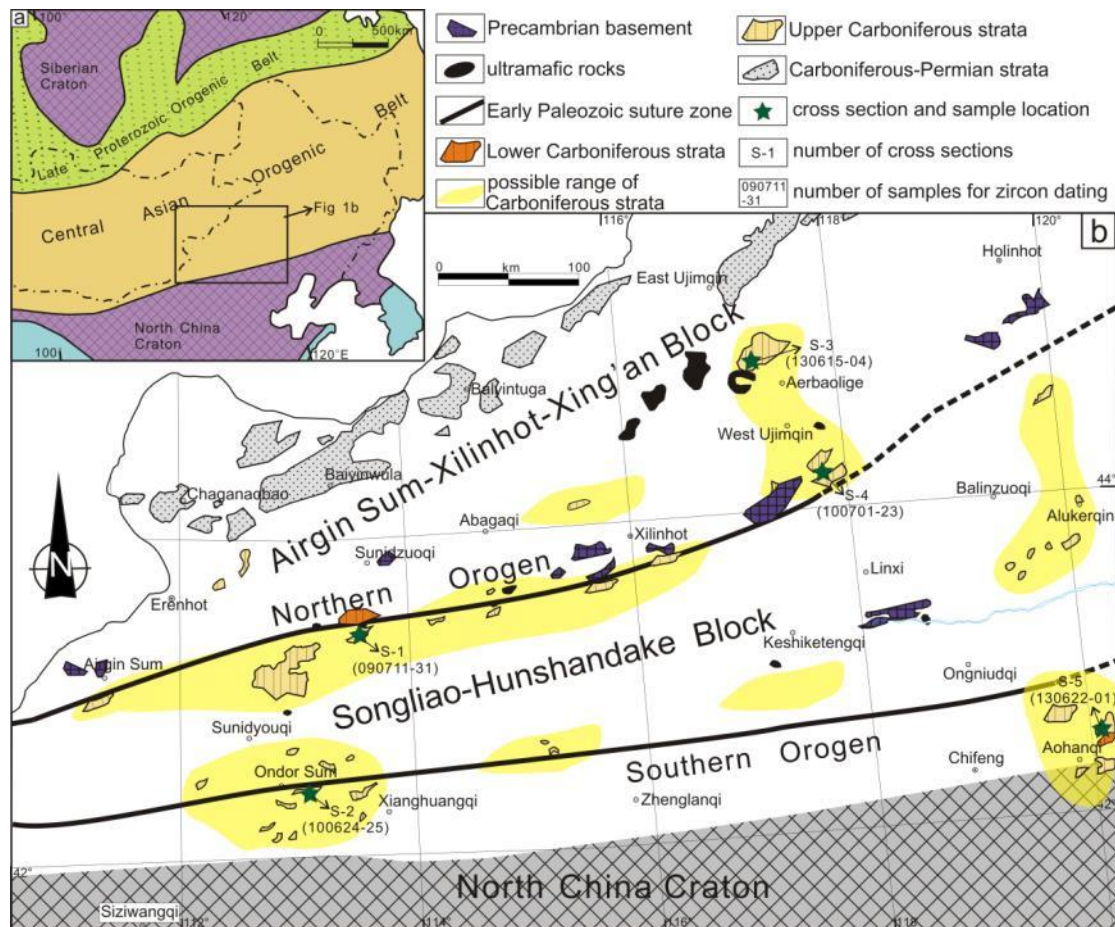 a
100°
120°
0 500km
Siberian
Craton
Late Proterozoic Orogenic Belt
Central Asian Orogenic Belt
Fig 1b
North China
Craton
100
120°E
Precambrian basement
ultramafic rocks
Early Paleozoic suture zone
Lower Carboniferous strata
possible range of
Carboniferous strata
Upper Carboniferous strata
Carboniferous-Permian strata
cross section and sample location
S-1 number of cross sections
090711
-31
number of samples for zircon dating
b
116°
118°
120°
0 km 100
Holinhot
East Ujimqin
S-3
(130615-04)
Aerbaolige
Baiyintuga
West Ujimqin
Airgin Sum-Xilinhot-Xing'an Block
Baiyinwula
Chaganaobao
S-4
(100701-23)
44°
Balinzuoqi
Alukerqin
Abagaqi
Xilinhot
Sunidzuoqi
Linxi
N
Erenhot
Northern Orogen
S-1
(090711-31)
Keshiketengqi
Airgin Sum
Songliao-Hunshandake Block
Ongniudqi
S-5
(130622-01)
Sunidyouqi
Ondor Sum
Southern Orogen
Chifeng
Aohanqi
S-2
(100624-25)
Xianghuangqi
Zhenglanqi
42°
42°
North China Craton
Siziwangqi
112°
114°
116°
118°